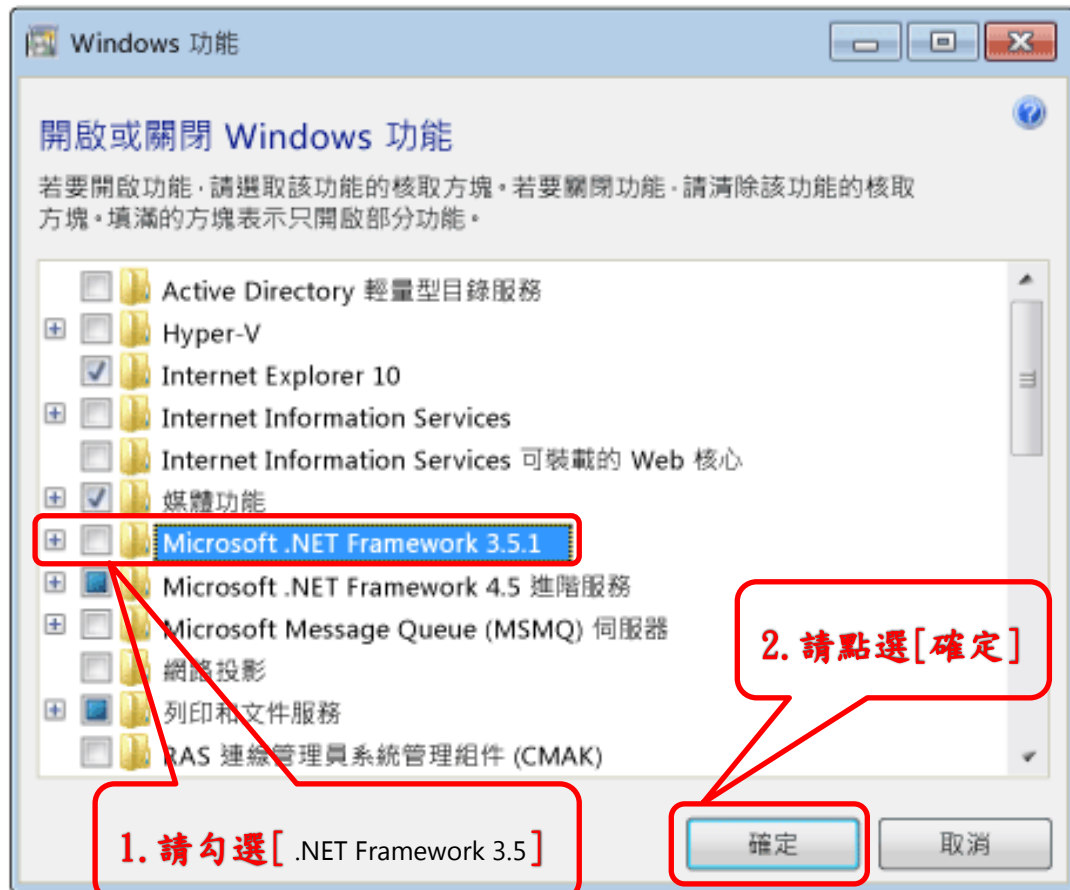 Windows 功能
開啟或關閉 Windows 功能
若要開啟功能，請選取該功能的核取方塊。若要關閉功能，請清除該功能的核取
方塊。填滿的方塊表示只開啟部分功能。
Active Directory 輕量型目錄服務
Hyper-V
Internet Explorer 10
Internet Information Services
Internet Information Services 可裝載的 Web 核心
媒體功能
Microsoft .NET Framework 3.5.1
Microsoft .NET Framework 4.5 進階服務
Microsoft Message Queue (MSMQ) 伺服器
網路投影
列印和文件服務
RAS 連線管理員系統管理組件 (CMAK)
2.請點選[確定]
1.請勾選[ .NET Framework 3.5]
確定
取消